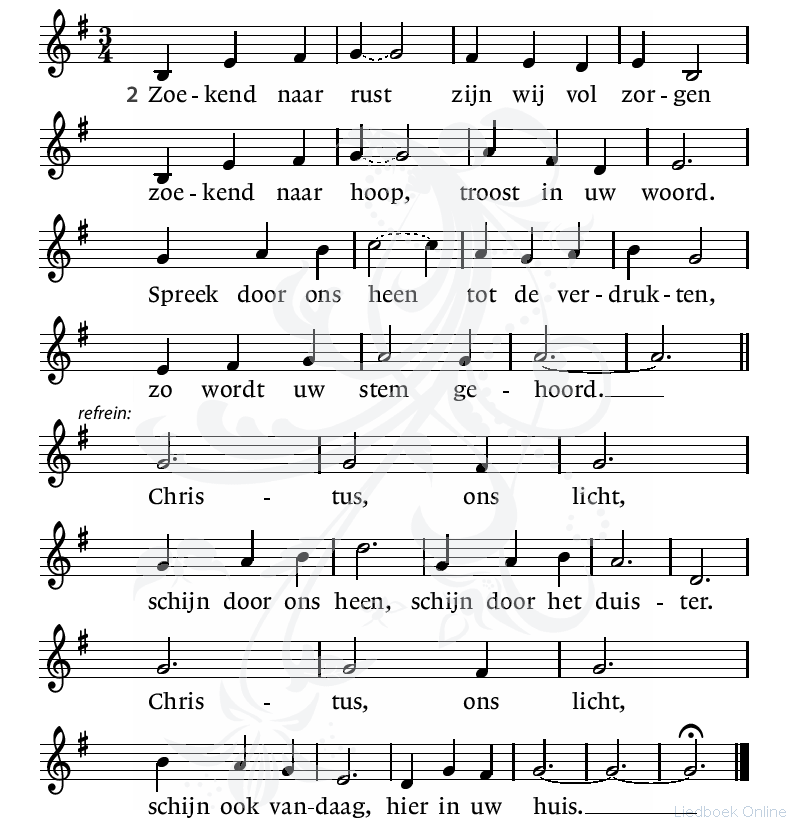 2 Zoe - kend naar rust zijn wij vol zor - gen
zoe - kend naar hoop, troost in uw woord.
Spreek door ons heen tot de ver - druk - ten,
zo wordt uw stem ge - hoord.
refrein:
Chris - tus, ons licht,
schijn door ons heen, schijn door het duis - ter.
Chris - tus, ons licht,
schijn ook van-daag, hier in uw huis.
Liedboek Online